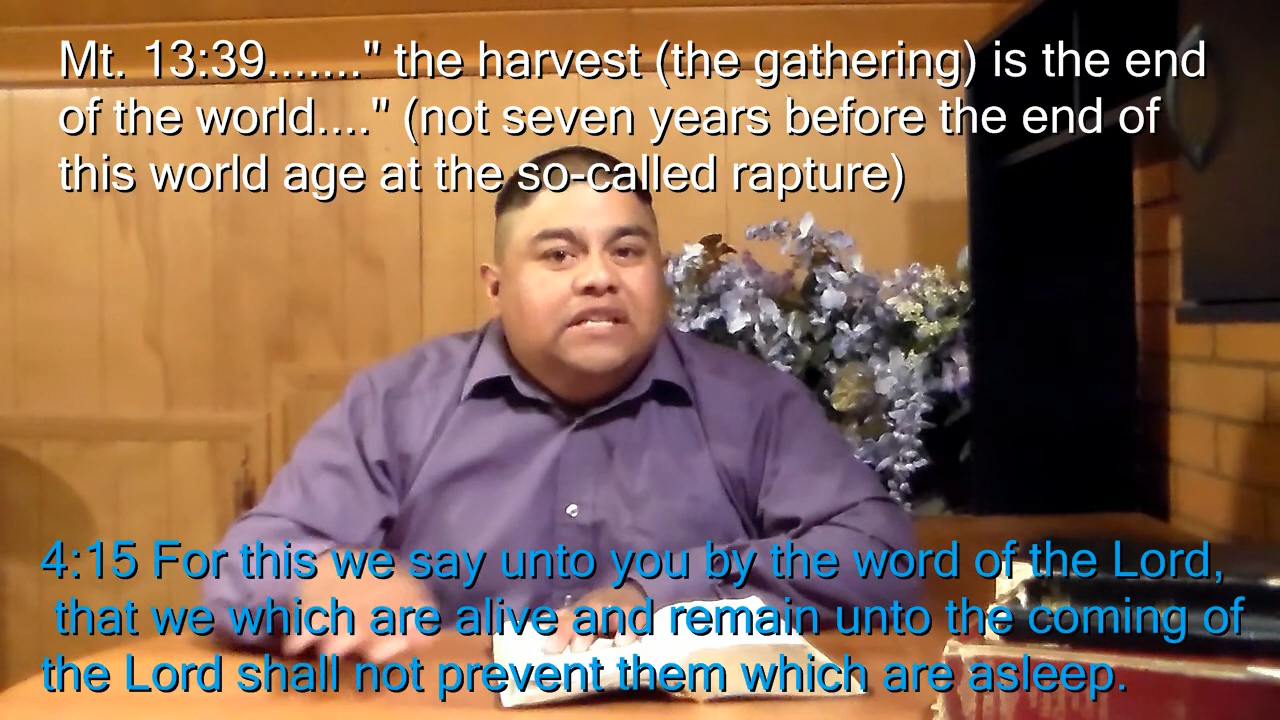 Mt. 13:39......." the harvest (the gathering) is the end
of the world...." (not seven years before the end of
this world age at the so-called rapture)
4:15 For this we say unto you by the word of the Lord,
that we which are alive and remain unto the coming of
the Lord shall not prevent them which are asleep.